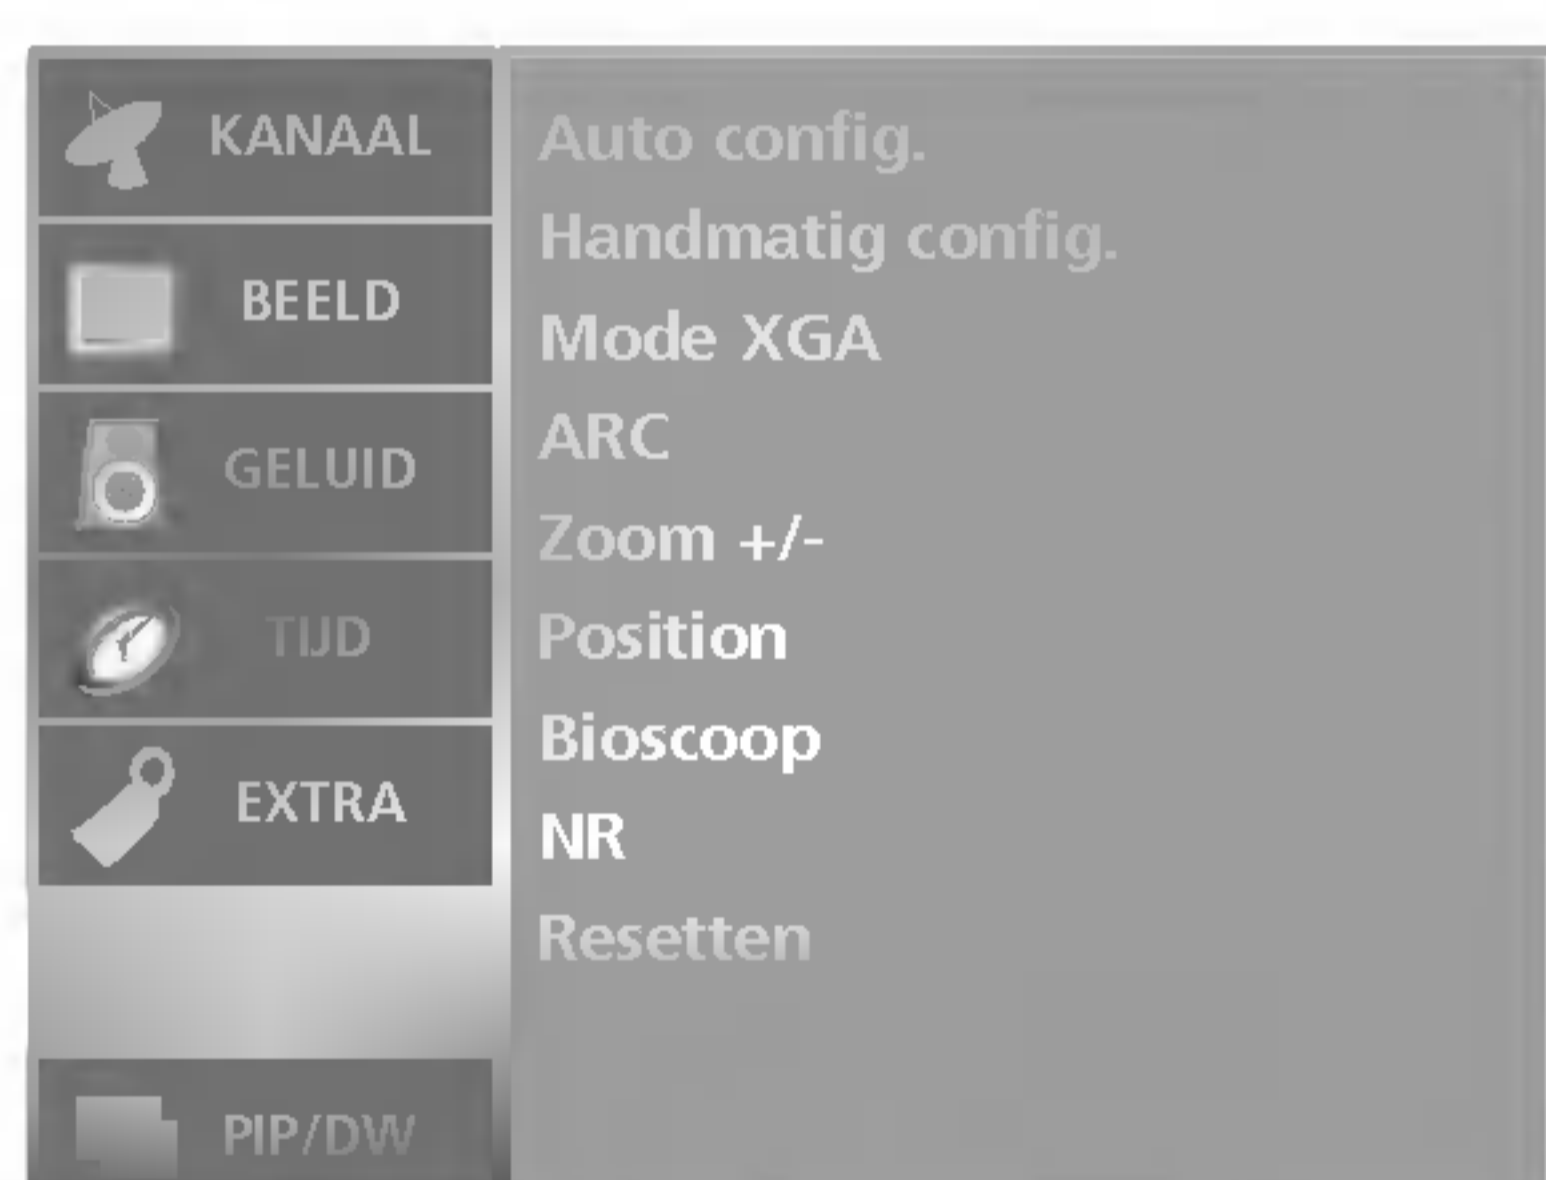 KANAAL
BEELD
GELUID
TIJD
EXTRA
PIP/DW
Auto config.
Handmatig config.
Mode XGA
ARC
Zoom +/-
Position
Bioscoop
NR
Resetten